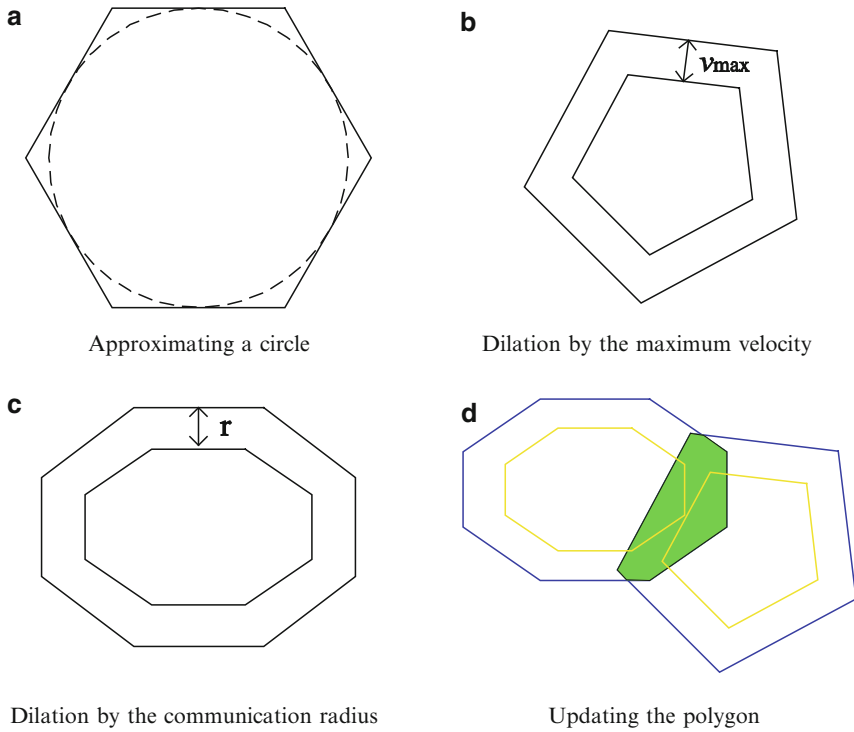 a
Approximating a circle
b
vmax
Dilation by the maximum velocity
c
r
Dilation by the communication radius
d
Updating the polygon